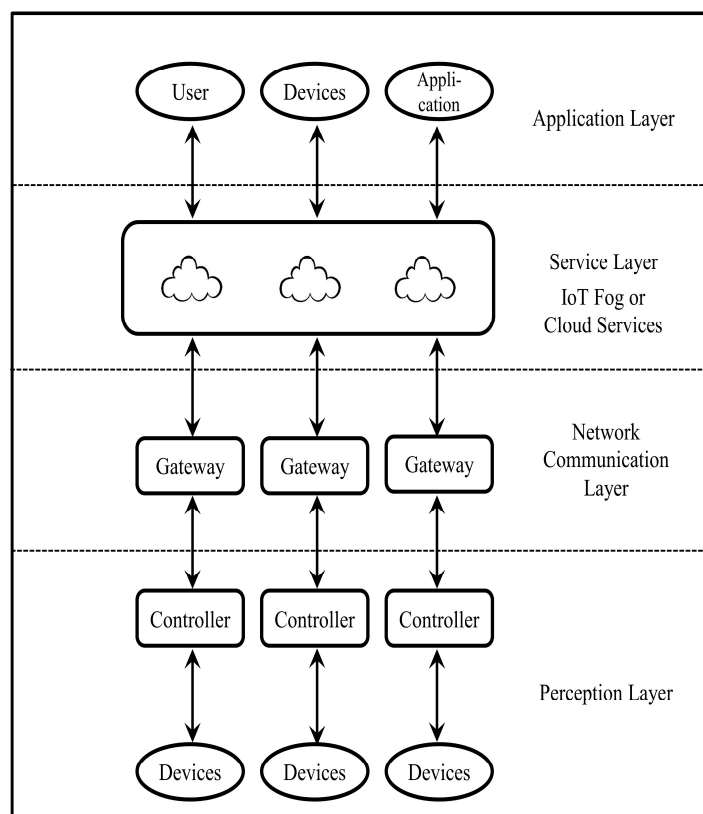 User
Devices
Appli-
cation
Application Layer
Service Layer
IoT Fog or
Cloud Services
Network
Communication
Layer
Gateway
Gateway
Gateway
Controller
Controller
Controller
Perception Layer
Devices
Devices
Devices